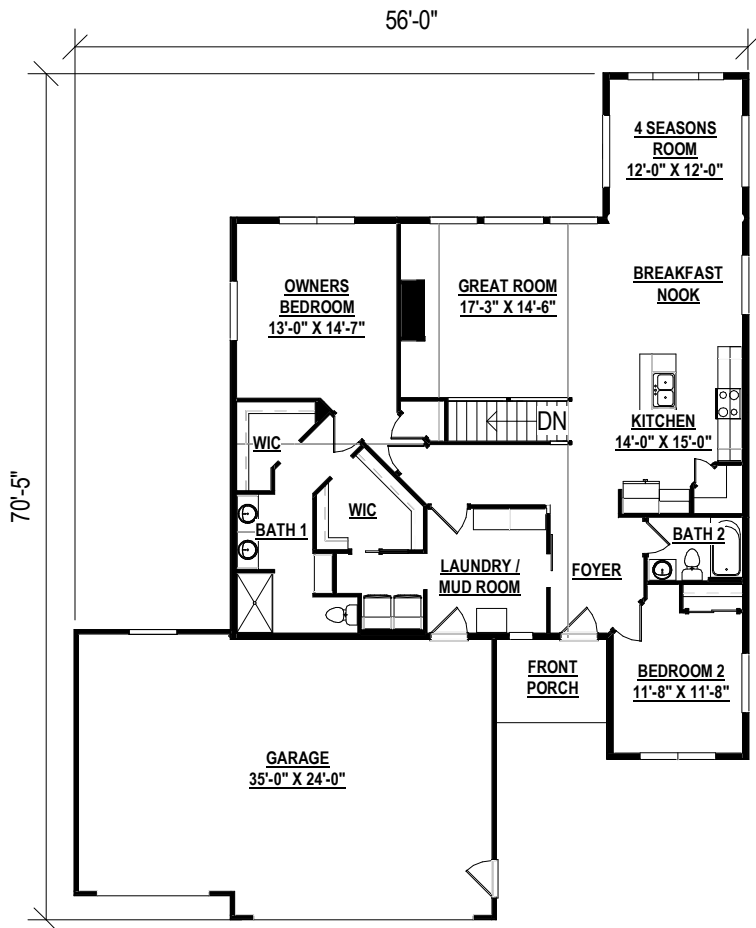 56'-0"
4 SEASONS
ROOM
12'-0" X 12'-0"
OWNERS
BEDROOM
13'-0" X 14'-7"
GREAT ROOM
17'-3" X 14'-6"
BREAKFAST
NOOK
DN
KITCHEN
14'-0" X 15'-0"
WIC
70'-5"
WIC
BATH 1
BATH 2
LAUNDRY /
MUD ROOM
FOYER
FRONT
PORCH
BEDROOM 2
11'-8" X 11'-8"
GARAGE
35'-0" X 24'-0"